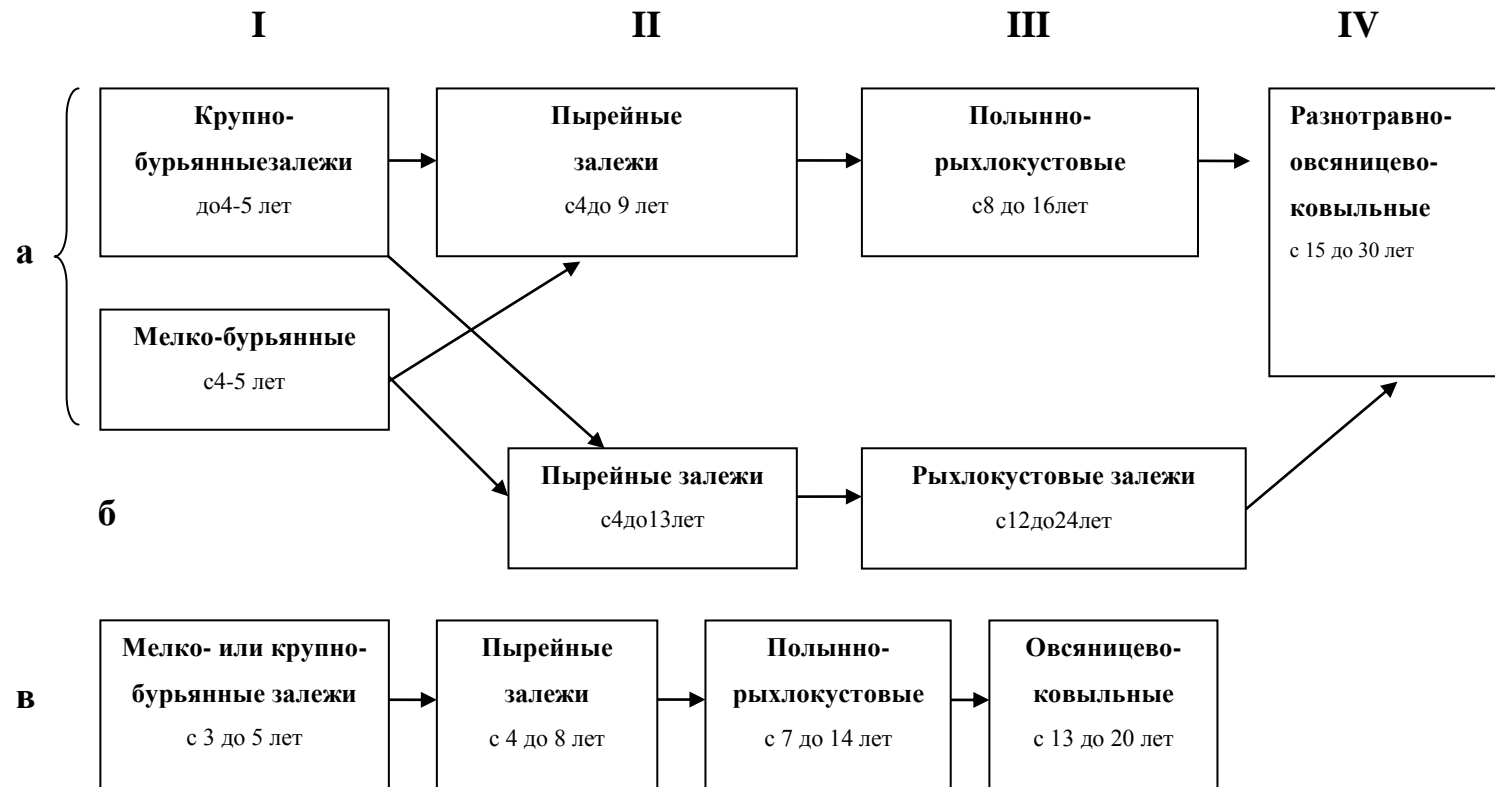 I II III IV
Крупно-
бурьянныезалежи
до4-5 лет
Пырейные
залежи
с4до 9 лет
Полынно-
рыхлокустовые
с8 до 16лет
Разнотравно-
овсяницево-
ковыльные
с 15 до 30 лет
а
Мелко-бурьянные
с4-5 лет
б
Пырейные залежи
с4до13лет
Рыхлокустовые залежи
с12до24лет
в
Мелко- или крупно-
бурьянные залежи
с 3 до 5 лет
Пырейные
залежи
с 4 до 8 лет
Полынно-
рыхлокустовые
с 7 до 14 лет
Овсяницево-
ковыльные
с 13 до 20 лет